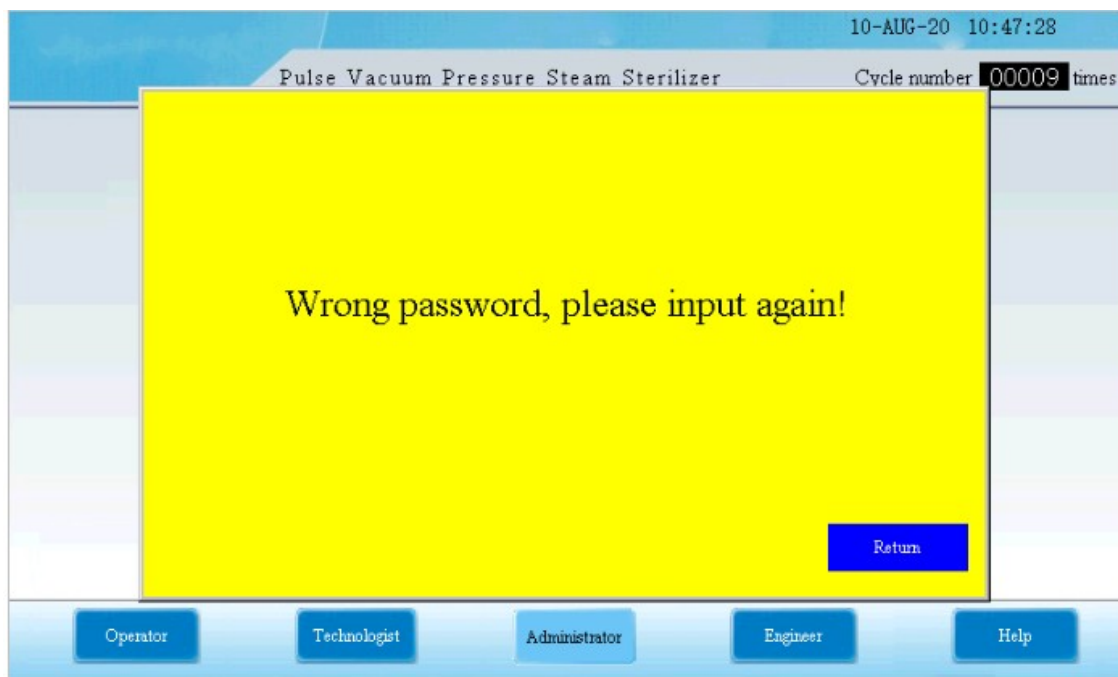 10-AUG-20 10:47:28
Pulse Vacuum Pressure Steam Sterilizer
Cycle number 00009 times
Wrong password, please input again!
Return
Operator
Technologist
Administrator
Engineer
Help